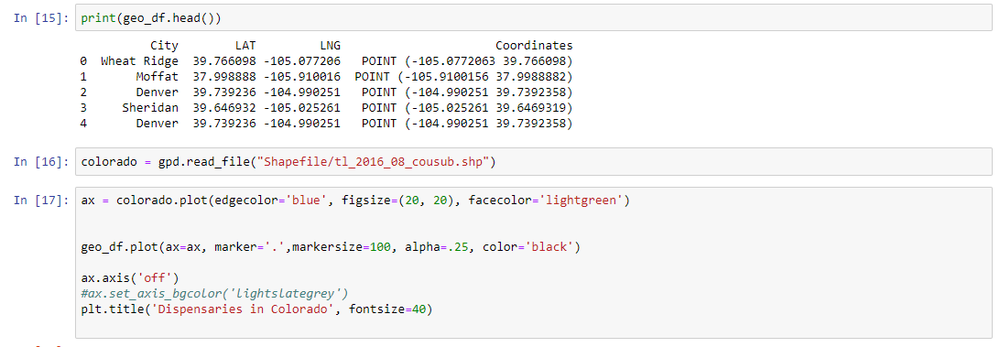 In [15]: print(geo_df.head())
City LAT LNG Coordinates
0 Wheat Ridge 39.766098 -105.077206 POINT (-105.0772063 39.766098)
1 Moffat 37.998888 -105.910016 POINT (-105.9100156 37.9988882)
2 Denver 39.739236 -104.990251 POINT (-104.990251 39.7392358)
3 Sheridan 39.646932 -105.025261 POINT (-105.025261 39.6469319)
4 Denver 39.739236 -104.990251 POINT (-104.990251 39.7392358)
In [16]: colorado = gpd.read_file("Shapefile/tl_2016_08_cousub.shp")
In [17]: ax = colorado.plot(edgecolor='blue', figsize=(20, 20), facecolor='lightgreen')
geo_df.plot(ax=ax, marker='.',markersize=100, alpha=.25, color='black')
ax.axis('off')
#ax.set_axis_bgcolor('lightslategrey')
plt.title('Dispensaries in Colorado', fontsize=40)